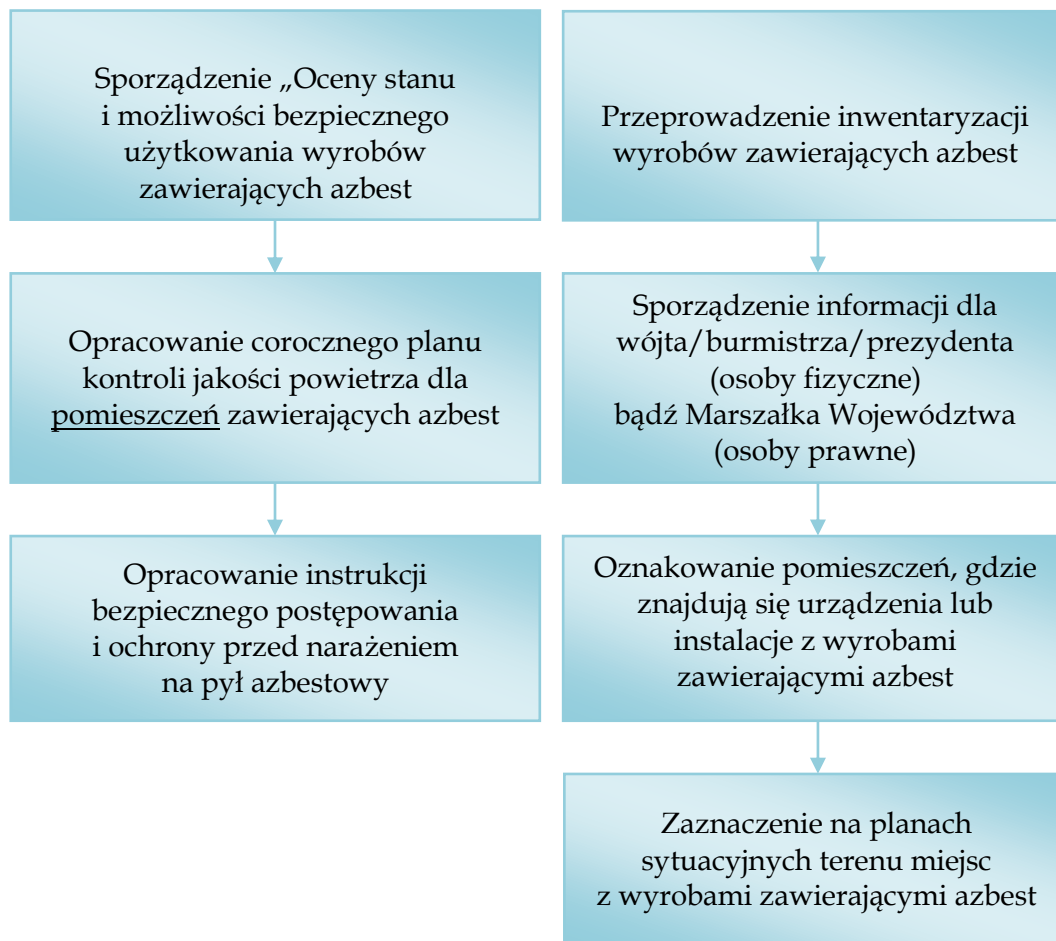 Sporządzenie „Oceny stanu
i możliwości bezpiecznego
użytkowania wyrobów
zawierających azbest
Opracowanie corocznego planu
kontroli jakości powietrza dla
pomieszczeń zawierających azbest
Opracowanie instrukcji
bezpiecznego postępowania
i ochrony przed narażeniem
na pył azbestowy
Przeprowadzenie inwentaryzacji
wyrobów zawierających azbest
Sporządzenie informacji dla
wójta/burmistrza/prezydenta
(osoby fizyczne)
bądź Marszałka Województwa
(osoby prawne)
Oznakowanie pomieszczeń, gdzie
znajdują się urządzenia lub
instalacje z wyrobami
zawierającymi azbest
Zaznaczenie na planach
sytuacyjnych terenu miejsc
z wyrobami zawierającymi azbest